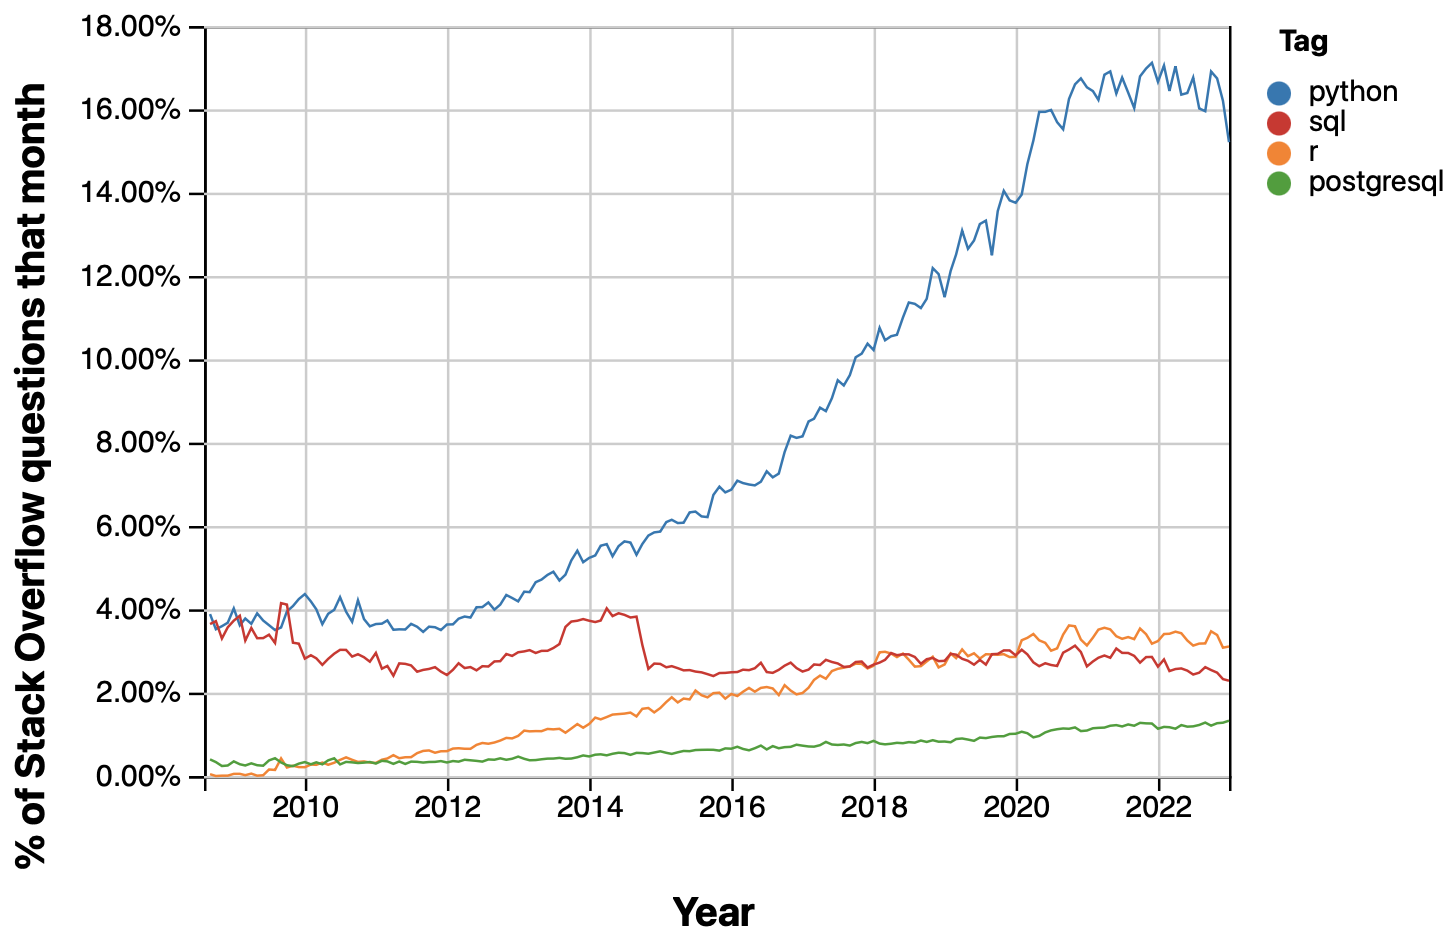 18.00%
16.00%
14.00%
12.00%
10.00%
8.00%
6.00%
4.00%
2.00%
0.00%
% of Stack Overflow questions that month
2010 2012 2014 2016 2018 2020 2022
Year
Tag
python
sql
r
postgresql